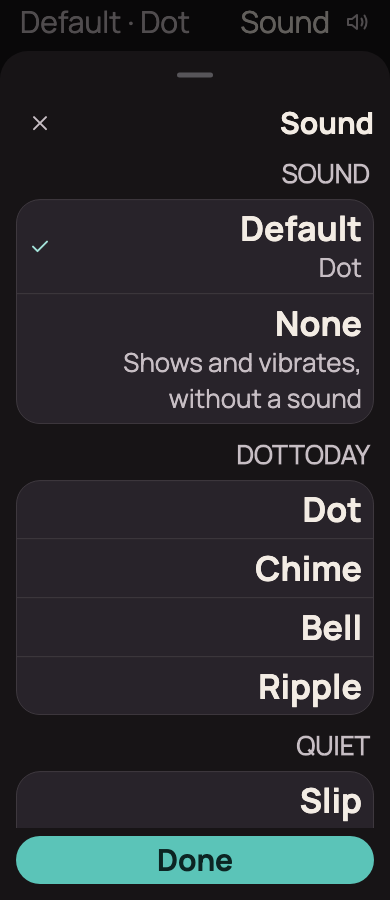 Sound
Default · Dot
Sound
SOUND
Default
Dot
None
Shows and vibrates,
without a sound
DOTTODAY
Dot
Chime
Bell
Ripple
QUIET
Slip
Done